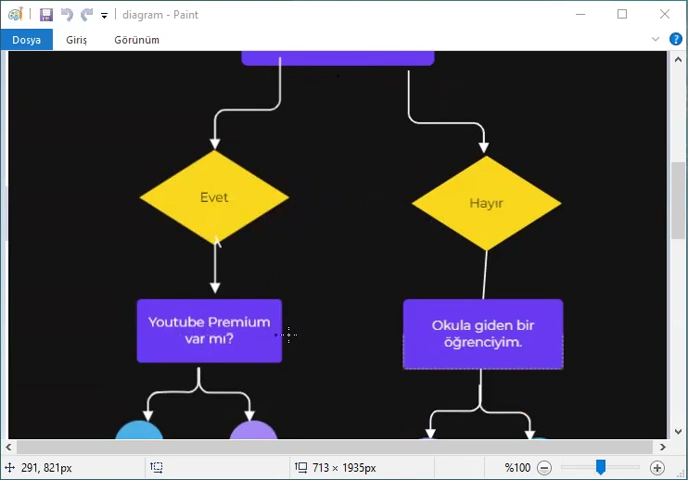 diagram - Paint
Dosya Giriş Görünüm
Evet
Hayır
Youtube Premium
var mı?
Okula giden bir
öğrenciyim.
291, 821px
713 × 1935px
%100